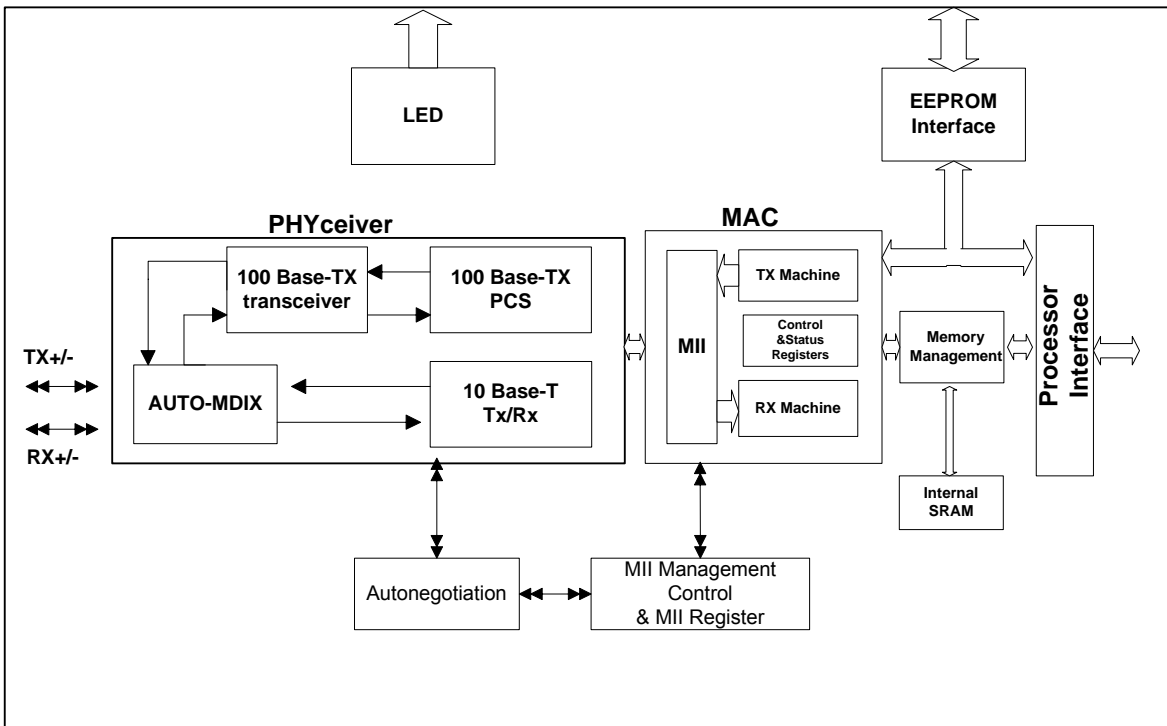 LED
EEPROM
Interface
PHYceiver
MAC
100 Base-TX
transceiver
100 Base-TX
PCS
TX Machine
MII
Control
&Status
Registers
Memory
Management
Processor
Interface
TX+/-
AUTO-MDIX
10 Base-T
Tx/Rx
RX Machine
RX+/-
Internal
SRAM
Autonegotiation
MII Management
Control
& MII Register